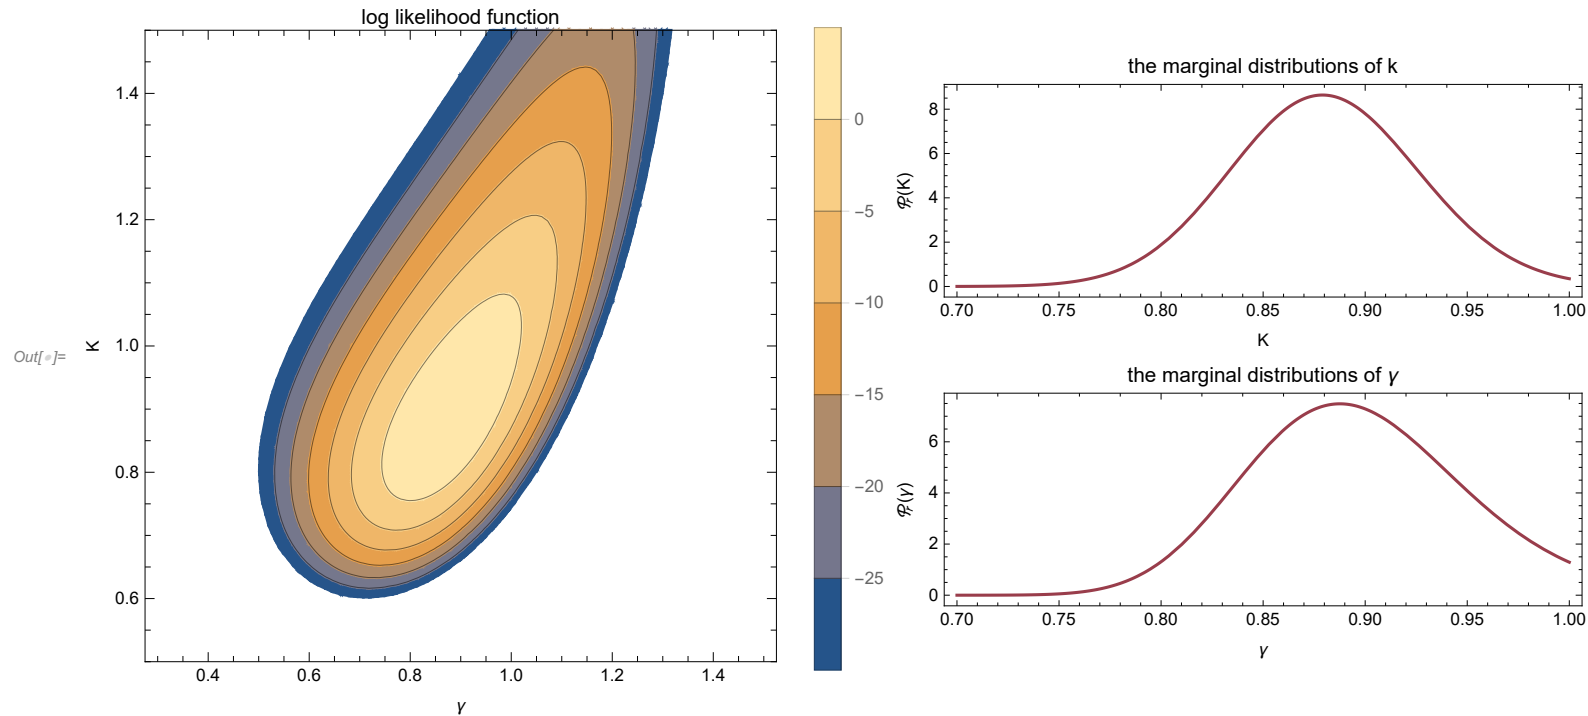 log likelihood function
1.4
1.2
1.0
0.8
0.6
K
Out[]=
0.4 0.6 0.8 1.0 1.2 1.4
γ
0
−5
−10
−15
−20
−25
the marginal distributions of k
8
6
4
2
0
𝒫r(K)
0.70 0.75 0.80 0.85 0.90 0.95 1.00
K
the marginal distributions of γ
6
4
2
0
𝒫r(γ)
0.70 0.75 0.80 0.85 0.90 0.95 1.00
γ